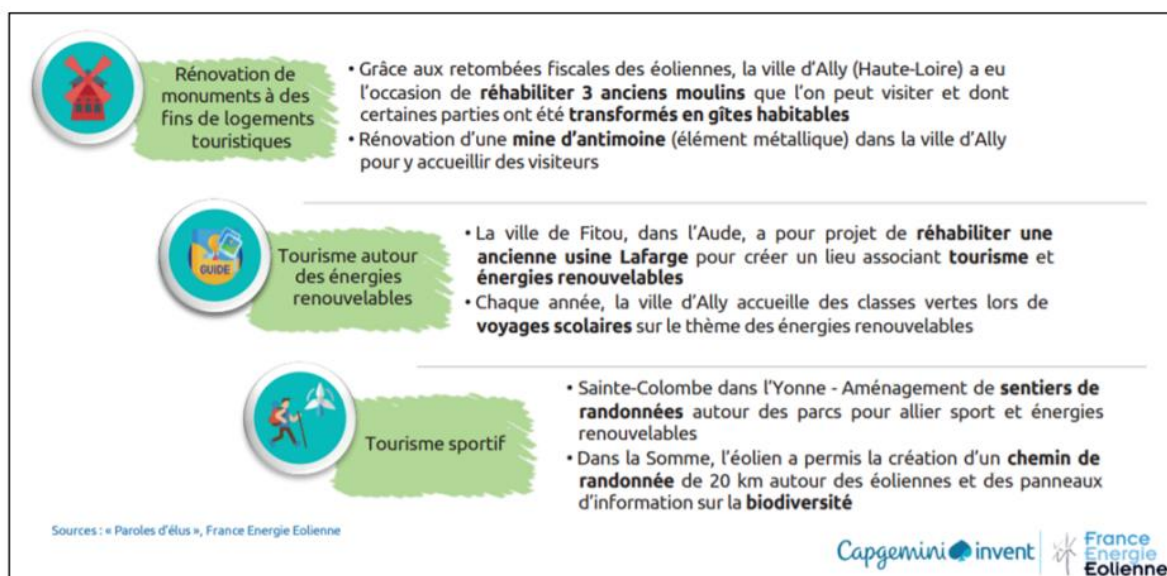 Rénovation de
monuments à des
fins de logements
touristiques
• Grâce aux retombées fiscales des éoliennes, la ville d'Ally (Haute-Loire) a eu
l'occasion de réhabiliter 3 anciens moulins que l'on peut visiter et dont
certaines parties ont été transformés en gîtes habitables
• Rénovation d'une mine d'antimoine (élément métallique) dans la ville d'Ally
pour y accueillir des visiteurs
GUIDE
Tourisme autour
des énergies
renouvelables
• La ville de Fitou, dans l'Aude, a pour projet de réhabiliter une
ancienne usine Lafarge pour créer un lieu associant tourisme et
énergies renouvelables
• Chaque année, la ville d'Ally accueille des classes vertes lors de
voyages scolaires sur le thème des énergies renouvelables
Tourisme sportif
• Sainte-Colombe dans l'Yonne - Aménagement de sentiers de
randonnées autour des parcs pour allier sport et énergies
renouvelables
• Dans la Somme, l'éolien a permis la création d'un chemin de
randonnée de 20 km autour des éoliennes et des panneaux
d'information sur la biodiversité
Sources : « Paroles d'élus », France Energie Eolienne
Capgemini invent
France
Energie
Eolienne